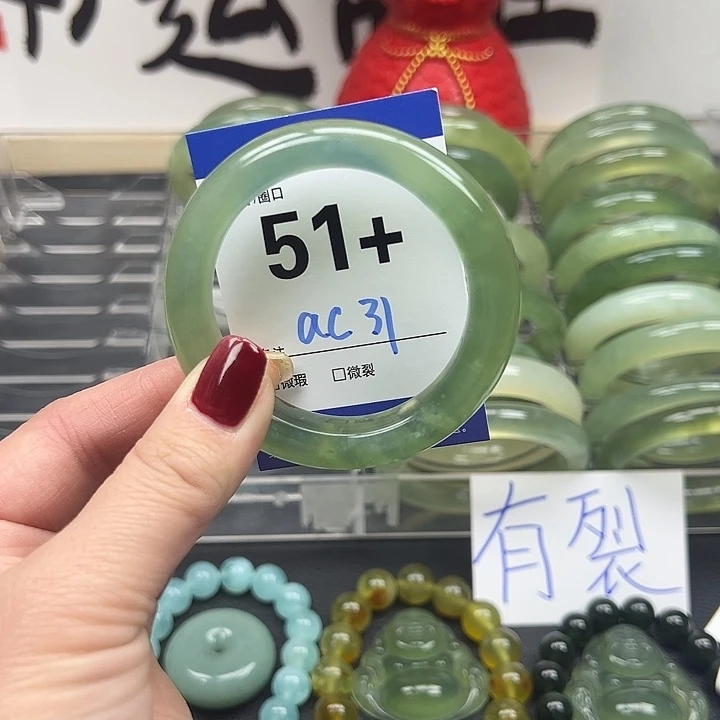 圈口
51+
ac 31
微瑕 □微裂
有裂